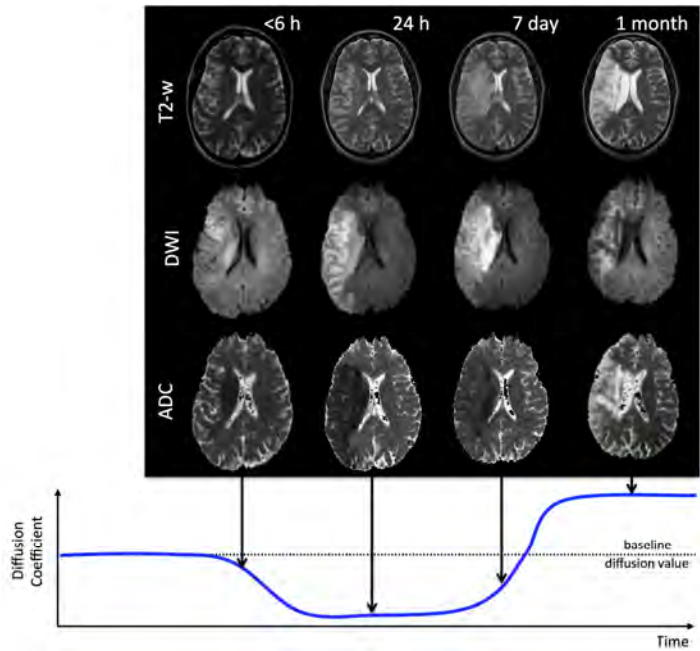 <6 h 24 h 7 day 1 month
T2-w
DWI
ADC
Diffusion
Coefficient
baseline
diffusion value
Time